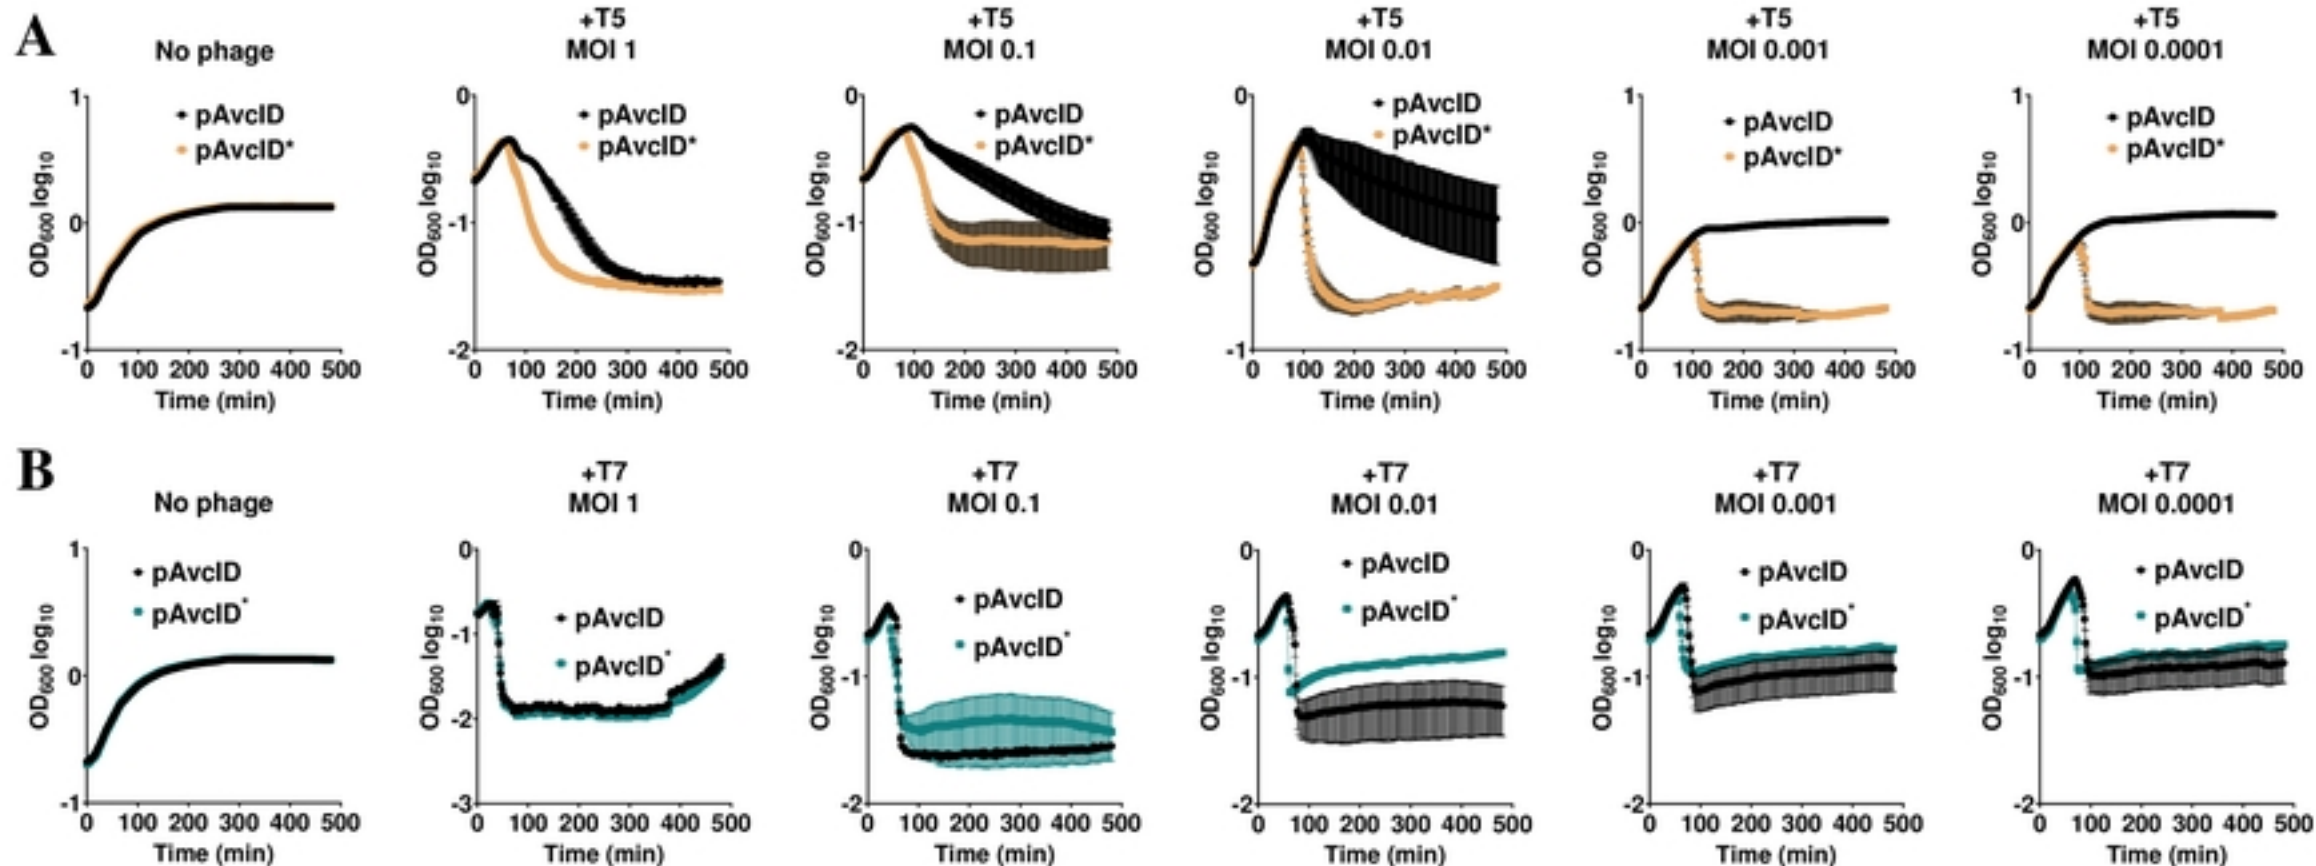 A
No phage
pAvcID
pAvcID*
1
0
-1
OD600 log10
0 100 200 300 400 500
Time (min)
+T5
MOI 1
pAvcID
pAvcID*
0
-1
-2
OD600 log10
0 100 200 300 400 500
Time (min)
+T5
MOI 0.1
pAvcID
pAvcID*
0
-1
-2
OD600 log10
0 100 200 300 400 500
Time (min)
+T5
MOI 0.01
pAvcID
pAvcID*
0
-1
OD600 log10
0 100 200 300 400 500
Time (min)
+T5
MOI 0.001
pAvcID
pAvcID*
1
0
-1
OD600 log10
0 100 200 300 400 500
Time (min)
+T5
MOI 0.0001
pAvcID
pAvcID*
1
0
-1
OD600 log10
0 100 200 300 400 500
Time (min)
B
No phage
pAvcID
pAvcID*
1
0
-1
OD600 log10
0 100 200 300 400 500
Time (min)
+T7
MOI 1
pAvcID
pAvcID*
0
-1
-2
-3
OD600 log10
0 100 200 300 400 500
Time (min)
+T7
MOI 0.1
pAvcID
pAvcID*
0
-1
-2
OD600 log10
0 100 200 300 400 500
Time (min)
+T7
MOI 0.01
pAvcID
pAvcID*
0
-1
-2
OD600 log10
0 100 200 300 400 500
Time (min)
+T7
MOI 0.001
pAvcID
pAvcID*
0
-1
-2
OD600 log10
0 100 200 300 400 500
Time (min)
+T7
MOI 0.0001
pAvcID
pAvcID*
0
-1
-2
OD600 log10
0 100 200 300 400 500
Time (min)